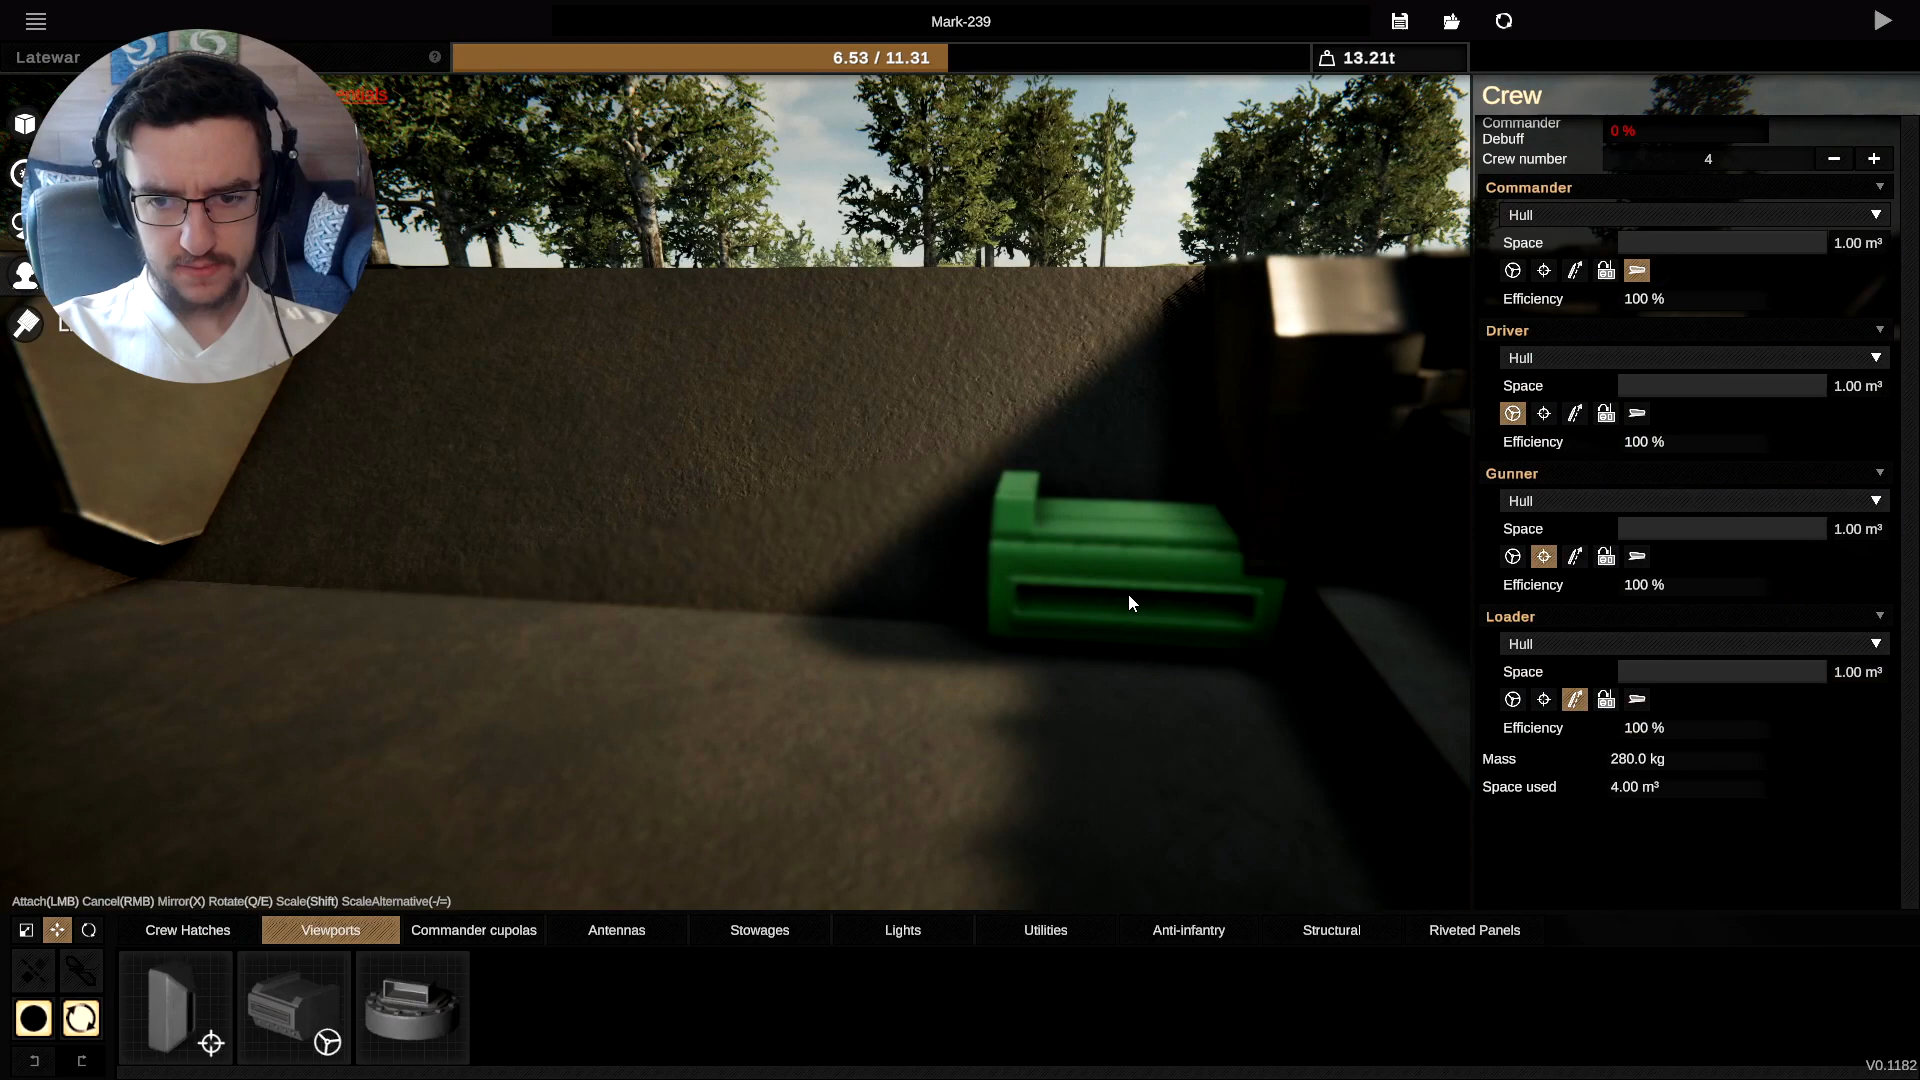 Mark-239
Latewar
6.53 / 11.31
13.21t
Crew
Commander
Debuff
0 %
Crew number
4
Commander
Hull
Space
1.00 m³
Efficiency
100 %
Driver
Hull
Space
1.00 m³
Efficiency
100 %
Gunner
Hull
Space
1.00 m³
Efficiency
100 %
Loader
Hull
Space
1.00 m³
Efficiency
100 %
Mass
280.0 kg
Space used
4.00 m³
Attach(LMB) Cancel(RMB) Mirror(X) Rotate(Q/E) Scale(Shift) ScaleAlternative(-/=)
Crew Hatches
Viewports
Commander cupolas
Antennas
Stowages
Lights
Utilities
Anti-infantry
Structural
Riveted Panels
V0.1182